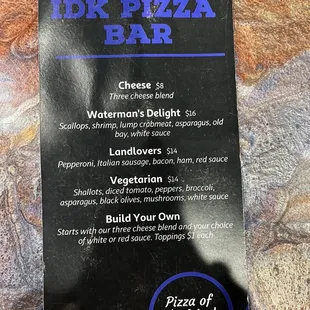 IDK PIZZA
BAR
Cheese $8
Three cheese blend
Waterman's Delight $16
Scallops, shrimp, lump crabmeat, asparagus, old
bay, white sauce
Landlovers $14
Pepperoni, Italian sausage, bacon, ham, red sauce
Vegetarian $14
Shallots, diced tomato, peppers, broccoli,
asparagus, black olives, mushrooms, white sauce
Build Your Own
Starts with our three cheese blend and your choice
of white or red sauce. Toppings $1 each
Pizza of